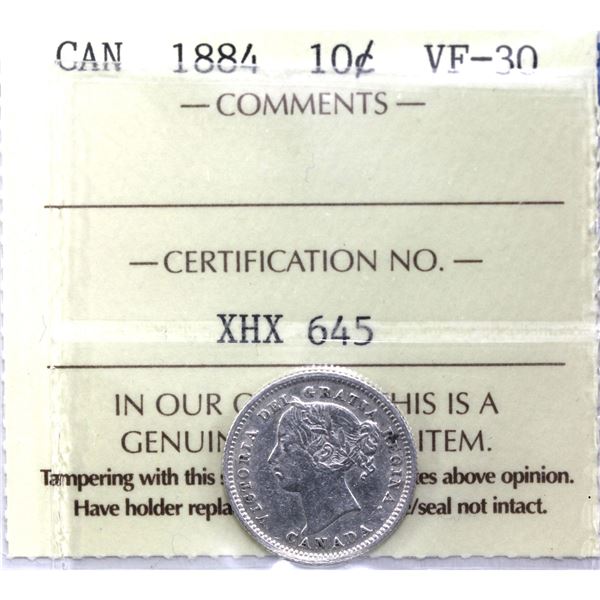 CAN 1884 10¢ VF-30
— COMMENTS —
— CERTIFICATION NO. —
XHX 645
IN OUR HIS IS A
GENUIN ITEM.
Tampering with this s es above opinion.
Have holder repla e/seal not intact.
VICTORIA DEI GRATIA REGINA.
CANADA